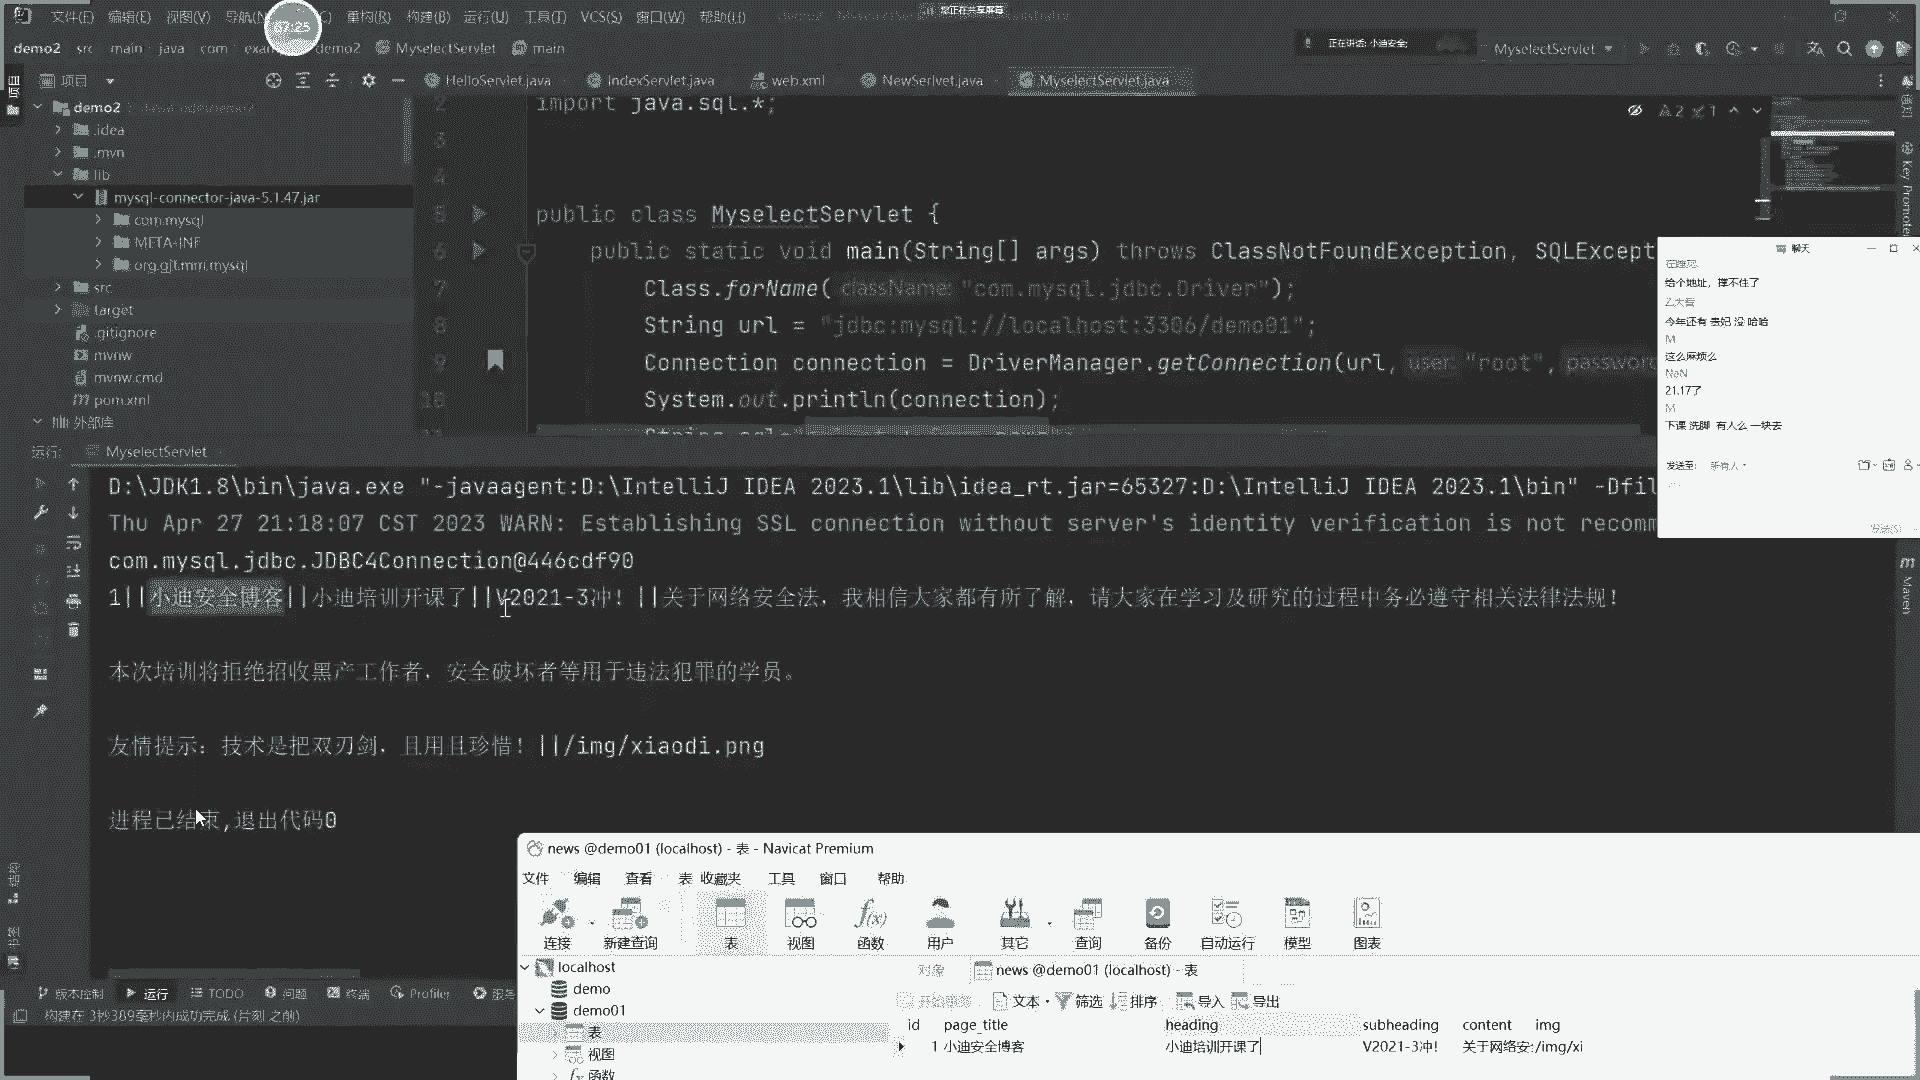 文件(F) 编辑(E) 视图(V) 重构(R) 构建(B) 运行(U) 工具(T) VCS(S) 窗口(W) 帮助(H)
67:25
您正在共享屏幕
demo2 src main java com demo2 MyselectServlet main
正在讲话: 小迪安全;
MyselectServlet
项目
HelloServlet.java IndexServlet.java web.xml NewSerlvet.java MyselectServlet.java
demo2
.idea
.mvn
lib
mysql-connector-java-5.1.47.jar
com.mysql
META-INF
org.gjt.mm.mysql
src
target
.gitignore
mvnw
mvnw.cmd
pom.xml
外部库
2 import java.sql.*;
3
4
5 public class MyselectServlet {
6 public static void main(String[] args) throws ClassNotFoundException, SQLExcept
7 Class.forName( className: "com.mysql.jdbc.Driver");
8 String url = "jdbc:mysql://localhost:3306/demo01";
9 Connection connection = DriverManager.getConnection(url, user: "root", password
10 System.out.println(connection);
2 1
聊天
给个地址，撑不住了
今年还有 贵妃 没 哈哈
M
这么麻烦么
NaN
21.17了
M
下课 洗脚 有人么 一块去
发送至: 所有人
发送(S)
Maven
运行: MyselectServlet
D:\JDK1.8\bin\java.exe "-javaagent:D:\IntelliJ IDEA 2023.1\lib\idea_rt.jar=65327:D:\IntelliJ IDEA 2023.1\bin" -Dfil
Thu Apr 27 21:18:07 CST 2023 WARN: Establishing SSL connection without server's identity verification is not recomm
com.mysql.jdbc.JDBC4Connection@446cdf90
1||小迪安全博客||小迪培训开课了||V2021-3冲！||关于网络安全法，我相信大家都有所了解，请大家在学习及研究的过程中务必遵守相关法律法规！
本次培训将拒绝招收黑产工作者，安全破坏者等用于违法犯罪的学员。
友情提示：技术是把双刃剑，且用且珍惜！||/img/xiaodi.png
进程已结束,退出代码0
版本控制 运行 TODO 问题 终端 Profiler 服务
构建在 3秒389毫秒内成功完成 (片刻 之前)
news @demo01 (localhost) - 表 - Navicat Premium
文件 编辑 查看 表 收藏夹 工具 窗口 帮助
连接 新建查询 表 视图 函数 用户 其它 查询 备份 自动运行 模型 图表
localhost
demo
demo01
表
视图
函数
对象 news @demo01 (localhost) - 表
开始事务 文本 筛选 排序 导入 导出
id page_title heading subheading content img
1 小迪安全博客 小迪培训开课了 V2021-3冲! 关于网络安: /img/xi